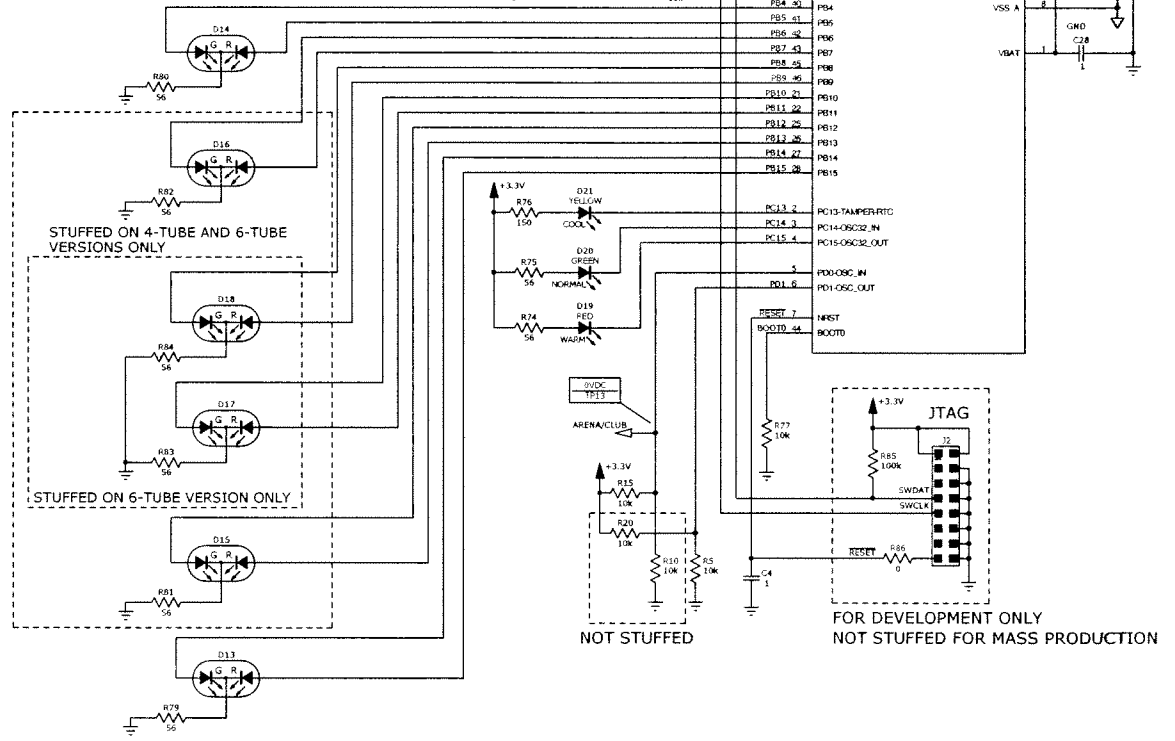 PB4 40 PB4
PB5 41 PB5
PB6 42 PB6
PB7 43 PB7
PB8 45 PB8
PB9 46 PB9
PB10 21 PB10
PB11 22 PB11
PB12 25 PB12
PB13 26 PB13
PB14 27 PB14
PB15 28 PB15
VSS A 8
GND
C28
1
VBAT 1
D14
G R
R80
56
D16
G R
R82
56
STUFFED ON 4-TUBE AND 6-TUBE
VERSIONS ONLY
D18
G R
R84
56
D17
G R
R83
56
STUFFED ON 6-TUBE VERSION ONLY
D15
G R
R81
56
D13
G R
R79
56
+3.3V
R76
150
D21
YELLOW
COOL
R75
56
D20
GREEN
NORMAL
R74
56
D19
RED
WARM
PC13 2 PC13-TAMPER-RTC
PC14 3 PC14-OSC32_IN
PC15 4 PC15-OSC32_OUT
5 PD0-OSC_IN
PD1 6 PD1-OSC_OUT
RESET 7 NRST
BOOT0 44 BOOT0
0VDC
TP13
ARENA/CLUB
+3.3V
R15
10k
R20
10k
R10
10k
R5
10k
NOT STUFFED
R77
10k
C4
1
+3.3V
JTAG
J2
R85
100k
SWDAT
SWCLK
RESET
R86
0
FOR DEVELOPMENT ONLY
NOT STUFFED FOR MASS PRODUCTION